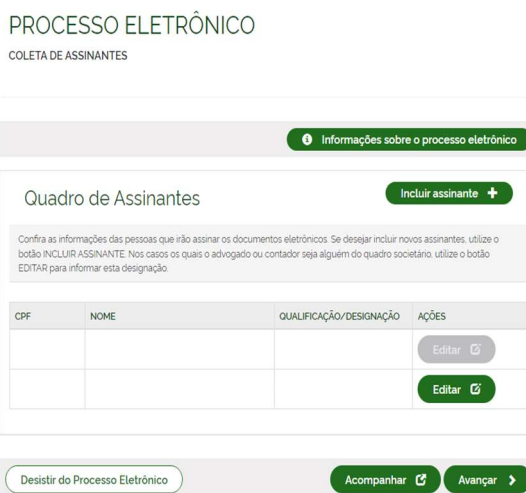 PROCESSO ELETRÔNICO
COLETA DE ASSINANTES
Informações sobre o processo eletrônico
Quadro de Assinantes
Incluir assinante
Confira as informações das pessoas que irão assinar os documentos eletrônicos. Se desejar incluir novos assinantes, utilize o
botão INCLUIR ASSINANTE. Nos casos os quais o advogado ou contador seja alguém do quadro societário, utilize o botão
EDITAR para informar esta designação.
CPF NOME QUALIFICAÇÃO/DESIGNAÇÃO AÇÕES
Editar
Editar
Desistir do Processo Eletrônico Acompanhar Avançar